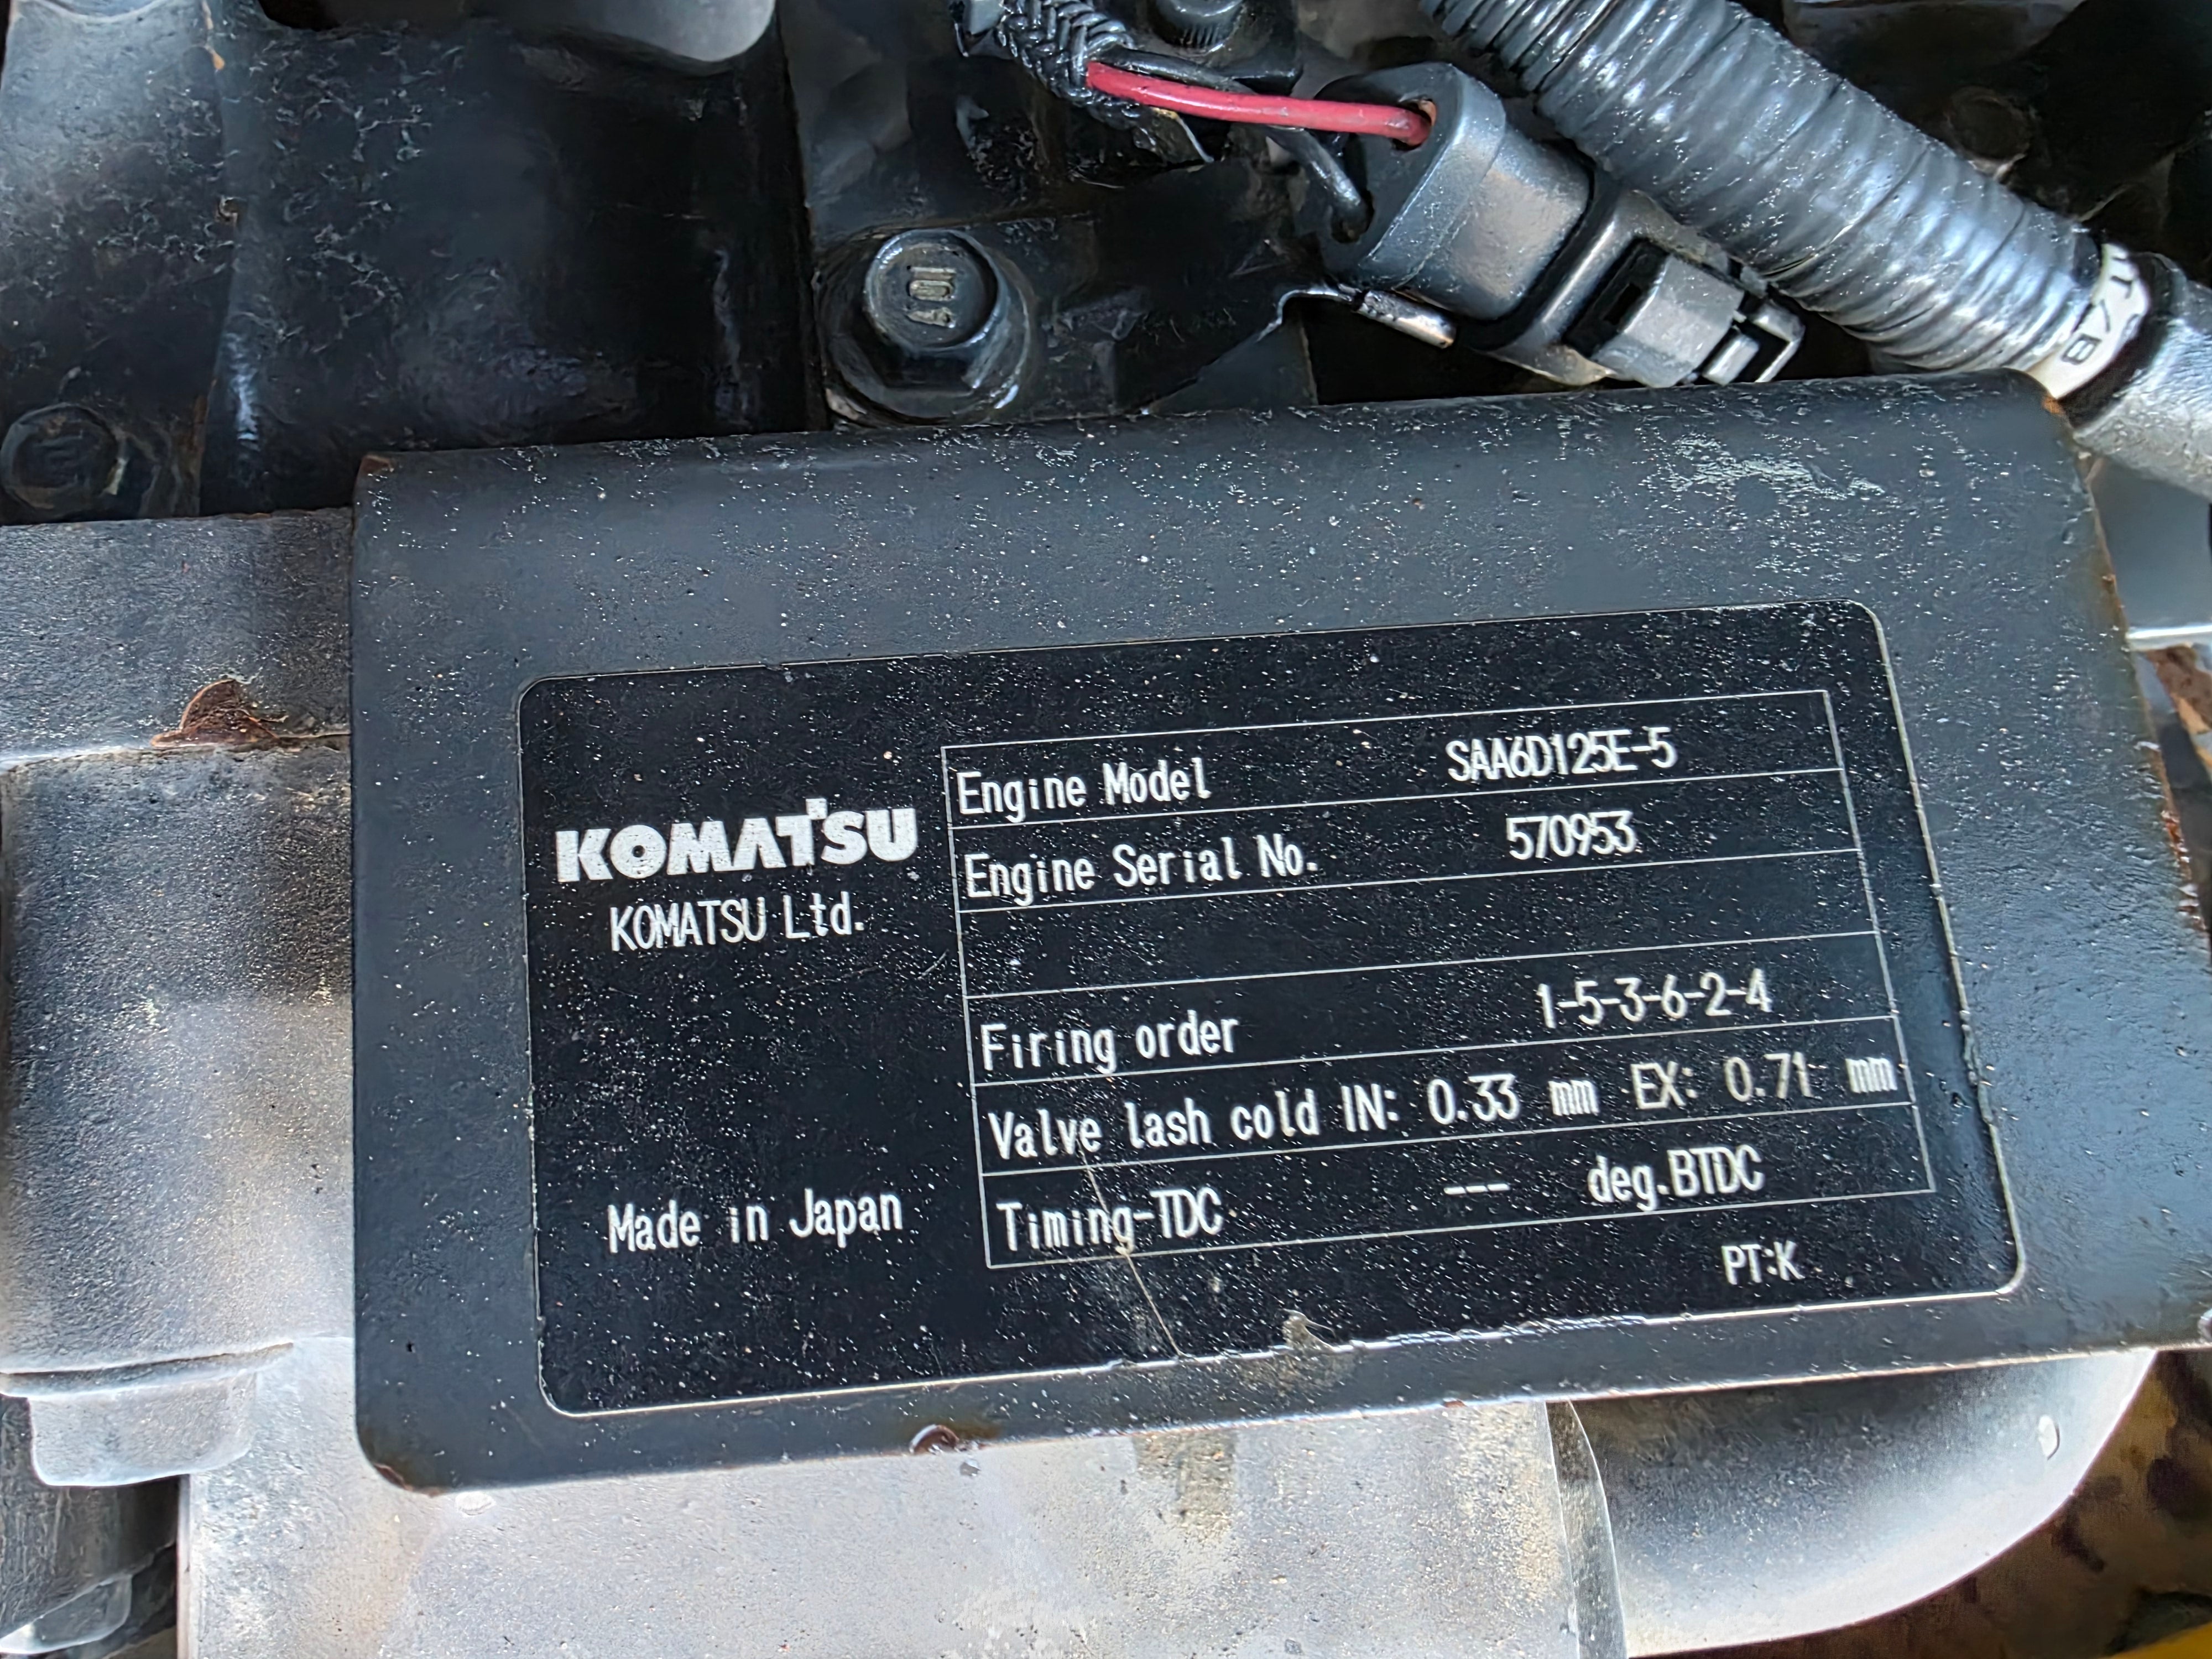 KOMATSU
KOMATSU Ltd.
Made in Japan
Engine Model SAA6D125E-5
Engine Serial No. 570953
Firing order 1-5-3-6-2-4
Valve lash cold IN: 0.33 mm EX: 0.71 mm
Timing-TDC --- deg.BTDC
PT:K